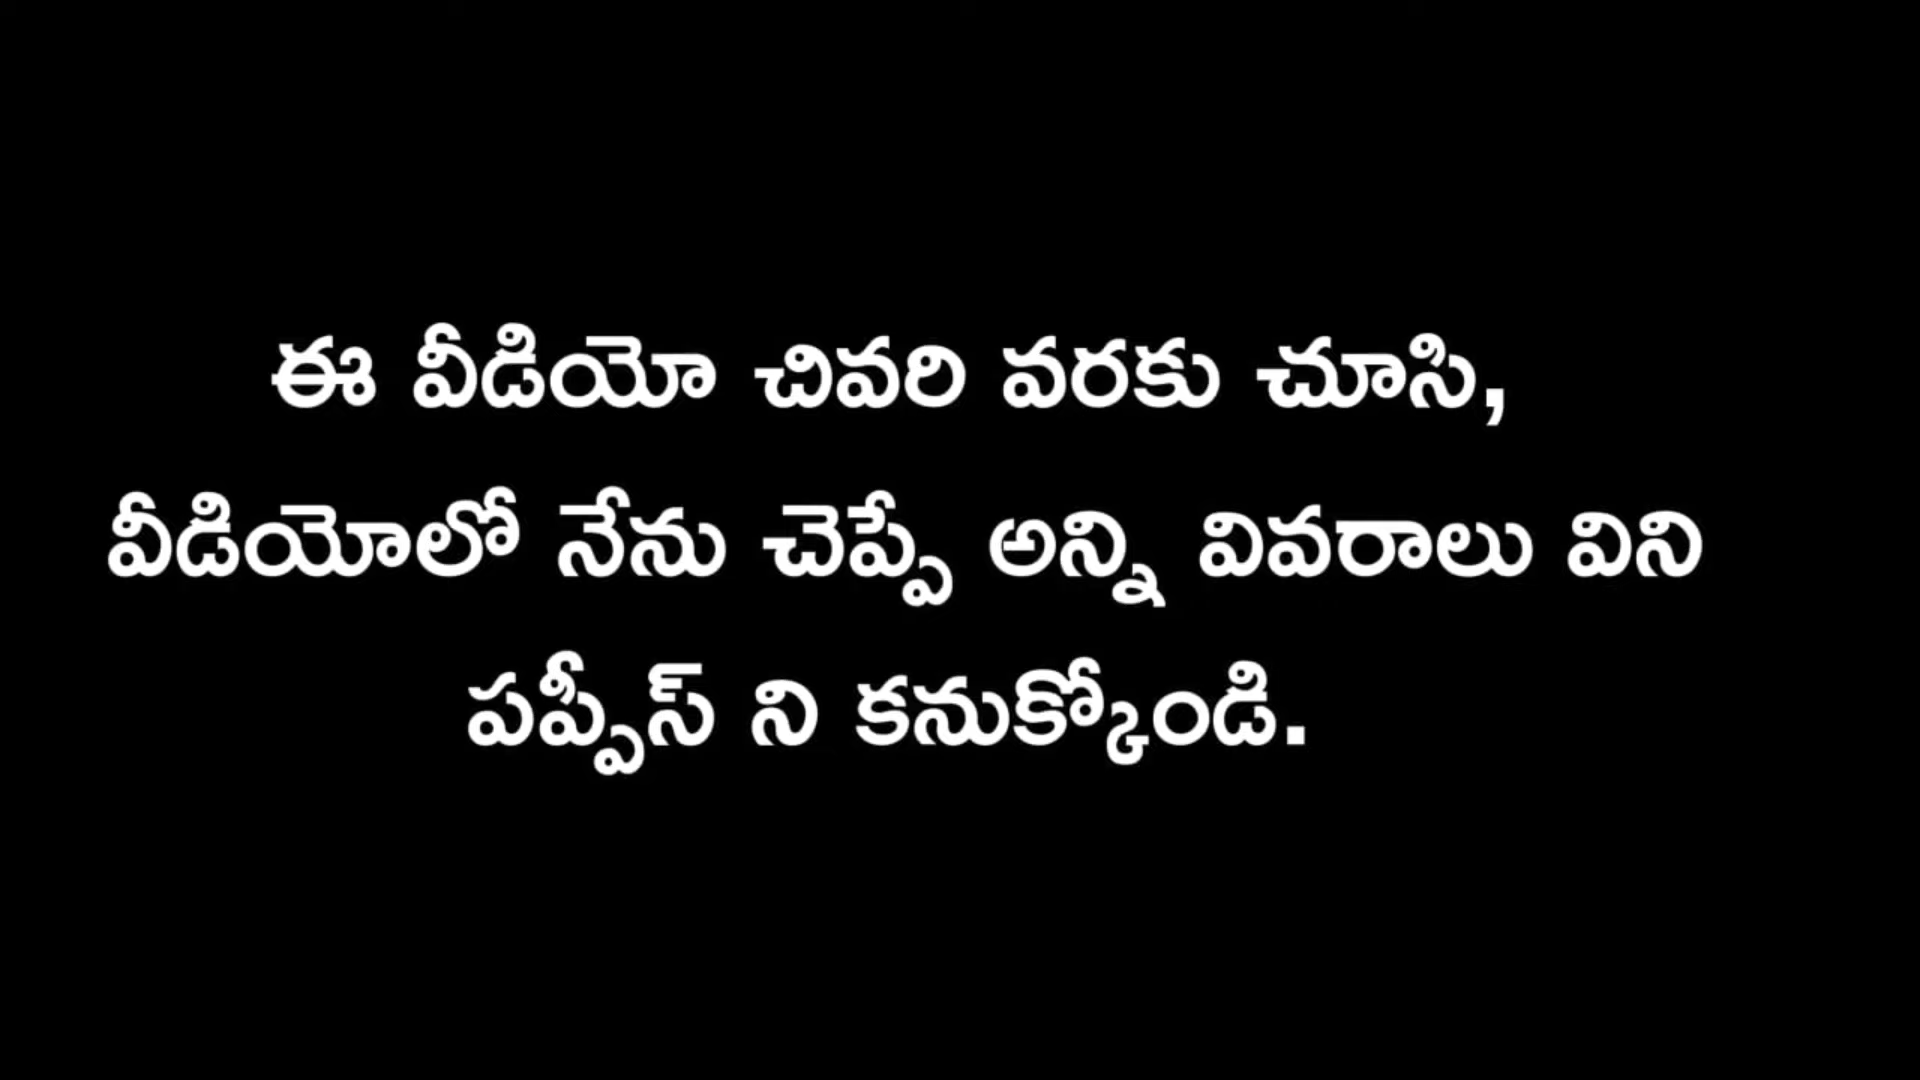 ఈ వీడియో చివరి వరకు చూసి,
వీడియోలో నేను చెప్పే అన్ని వివరాలు విని
పప్పీస్ ని కనుక్కోండి.